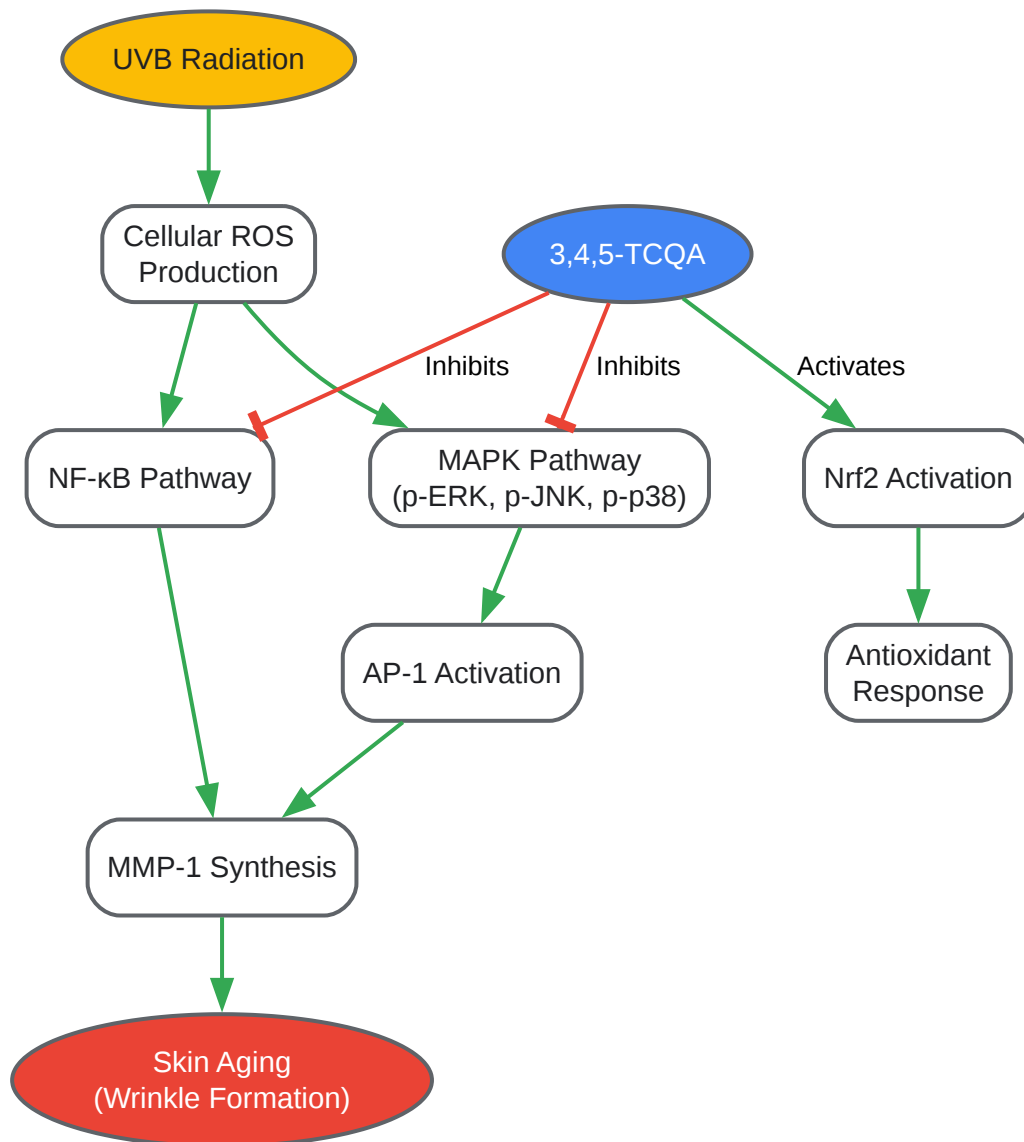 UVB Radiation
Cellular ROS
Production
3,4,5-TCQA
Inhibits
Inhibits
Activates
NF-κB Pathway
MAPK Pathway
(p-ERK, p-JNK, p-p38)
Nrf2 Activation
AP-1 Activation
Antioxidant
Response
MMP-1 Synthesis
Skin Aging
(Wrinkle Formation)